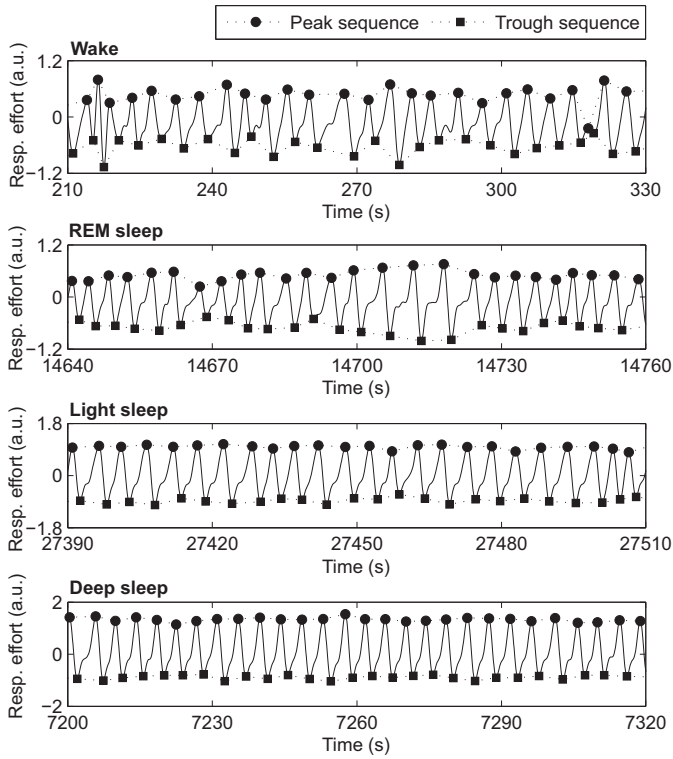 Peak sequence Trough sequence
Wake
Resp. effort (a.u.)
1.2
0
−1.2
210 240 270 300 330
Time (s)
REM sleep
Resp. effort (a.u.)
1.2
0
−1.2
14640 14670 14700 14730 14760
Time (s)
Light sleep
Resp. effort (a.u.)
1.8
0
−1.8
27390 27420 27450 27480 27510
Time (s)
Deep sleep
Resp. effort (a.u.)
2
0
−2
7200 7230 7260 7290 7320
Time (s)